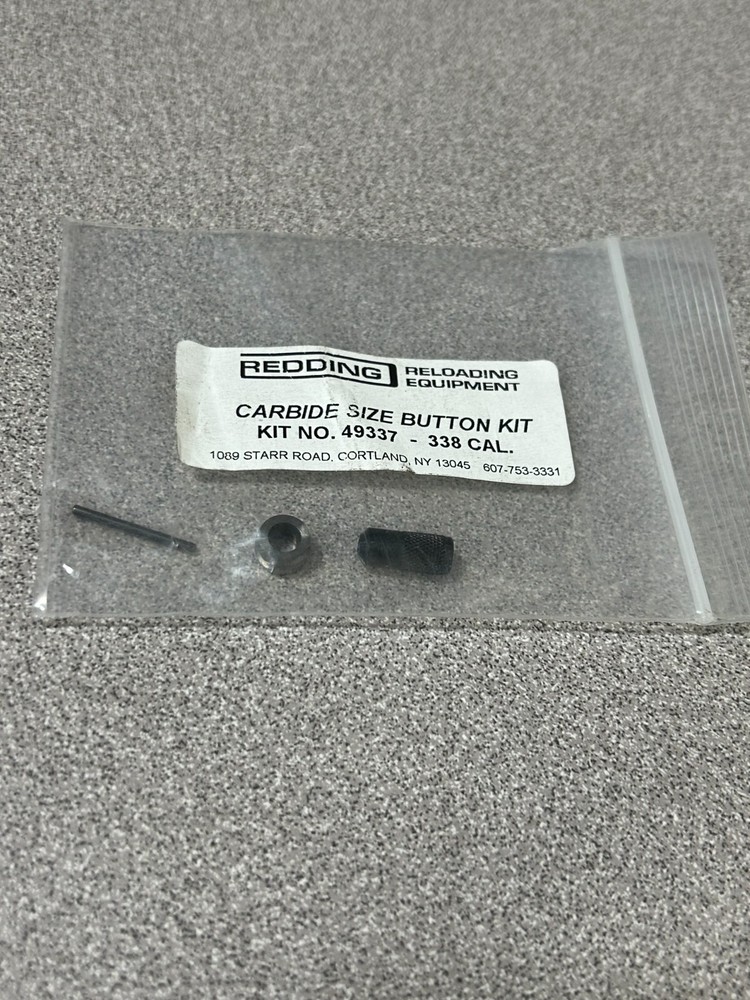 REDDING RELOADING EQUIPMENT
CARBIDE SIZE BUTTON KIT
KIT NO. 49337 - 338 CAL.
1089 STARR ROAD, CORTLAND, NY 13045 607-753-3331